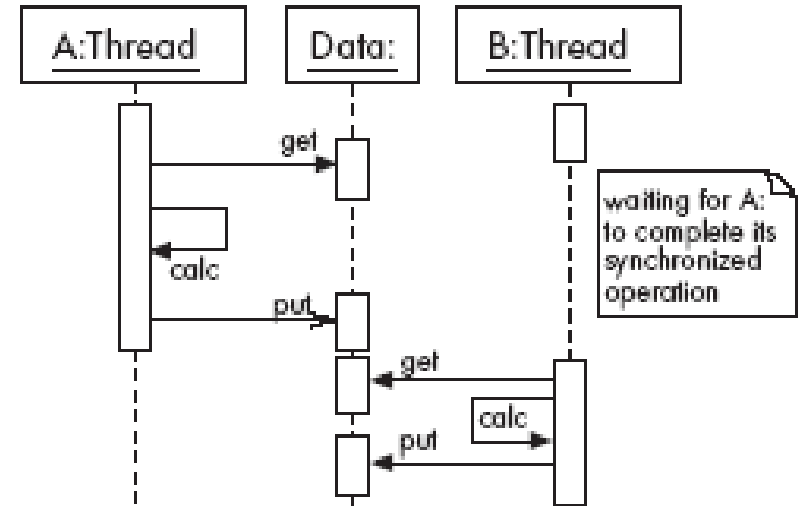 A:Thread
Data:
B:Thread
get
waiting for A:
to complete its
synchronized
operation
calc
put
get
calc
put